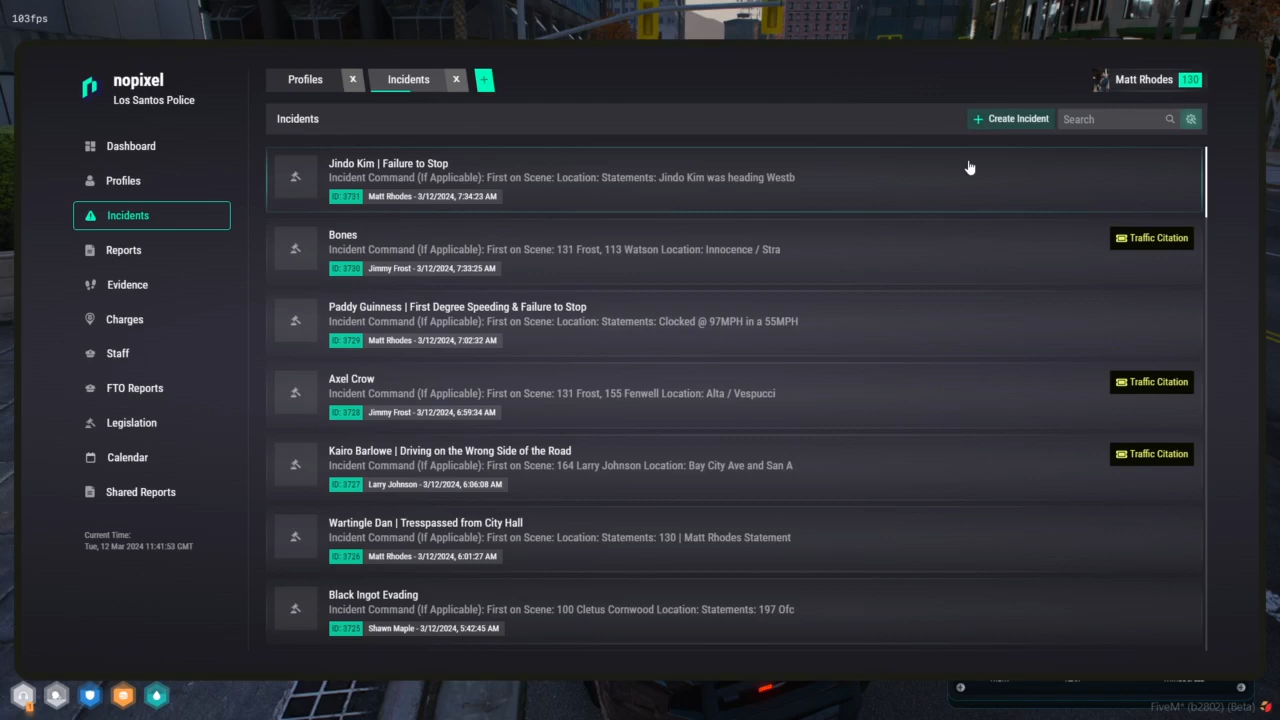 103fps
nopixel
Los Santos Police
Profiles x Incidents x +
Matt Rhodes 130
Incidents
+ Create Incident
Search
Dashboard
Profiles
Incidents
Reports
Evidence
Charges
Staff
FTO Reports
Legislation
Calendar
Shared Reports
Current Time:
Tue, 12 Mar 2024 11:41:53 GMT
Jindo Kim | Failure to Stop
Incident Command (If Applicable): First on Scene: Location: Statements: Jindo Kim was heading Westb
ID: 3731 Matt Rhodes - 3/12/2024, 7:34:23 AM
Bones
Incident Command (If Applicable): First on Scene: 131 Frost, 113 Watson Location: Innocence / Stra
ID: 3730 Jimmy Frost - 3/12/2024, 7:33:25 AM
Traffic Citation
Paddy Guinness | First Degree Speeding & Failure to Stop
Incident Command (If Applicable): First on Scene: Location: Statements: Clocked @ 97MPH in a 55MPH
ID: 3729 Matt Rhodes - 3/12/2024, 7:02:32 AM
Axel Crow
Incident Command (If Applicable): First on Scene: 131 Frost, 155 Fenwell Location: Alta / Vespucci
ID: 3728 Jimmy Frost - 3/12/2024, 6:59:34 AM
Traffic Citation
Kairo Barlowe | Driving on the Wrong Side of the Road
Incident Command (If Applicable): First on Scene: 164 Larry Johnson Location: Bay City Ave and San A
ID: 3727 Larry Johnson - 3/12/2024, 6:06:08 AM
Traffic Citation
Wartingle Dan | Tresspassed from City Hall
Incident Command (If Applicable): First on Scene: Location: Statements: 130 | Matt Rhodes Statement
ID: 3726 Matt Rhodes - 3/12/2024, 6:01:27 AM
Black Ingot Evading
Incident Command (If Applicable): First on Scene: 100 Cletus Cornwood Location: Statements: 197 Ofc
ID: 3725 Shawn Maple - 3/12/2024, 5:42:45 AM
FiveM* (b2802) (Beta)